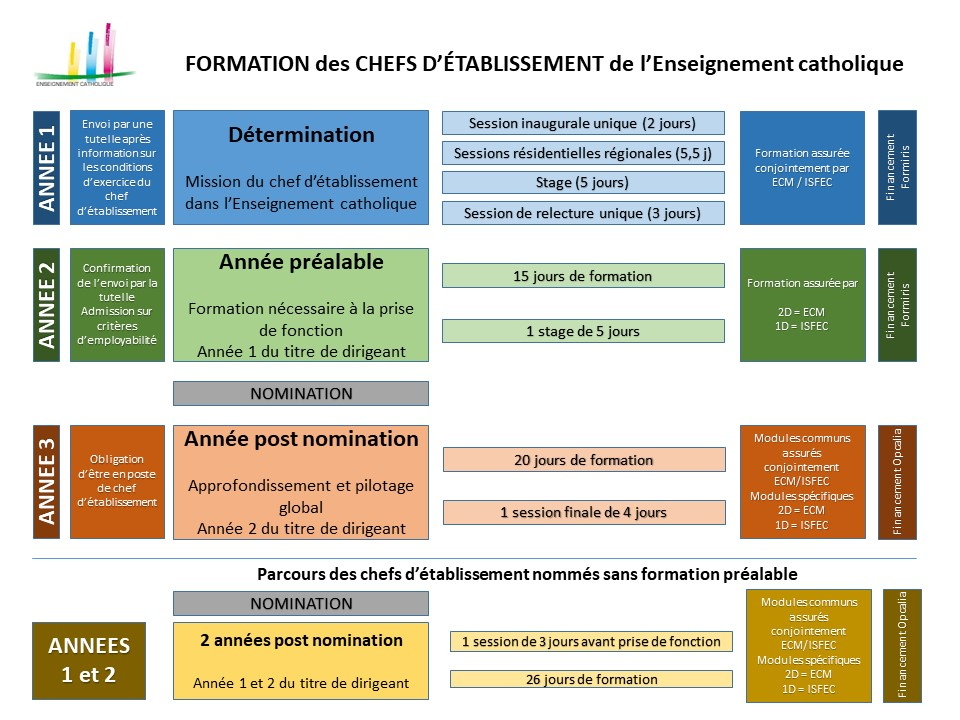 ENSEIGNEMENT CATHOLIQUE
FORMATION des CHEFS D'ÉTABLISSEMENT de l'Enseignement catholique
ANNEE 1
Envoi par une
tutelle après
information sur
les conditions
d'exercice du
chef
d'établissement
Détermination
Mission du chef d'établissement
dans l'Enseignement catholique
Session inaugurale unique (2 jours)
Sessions résidentielles régionales (5,5 j)
Stage (5 jours)
Session de relecture unique (3 jours)
Formation assurée
conjointement par
ECM / ISFEC
Financement
Formiris
ANNEE 2
Confirmation
de l'envoi par la
tutelle
Admission sur
critères
d'employabilité
Année préalable
Formation nécessaire à la prise
de fonction
Année 1 du titre de dirigeant
15 jours de formation
1 stage de 5 jours
Formation assurée par
2D = ECM
1D = ISFEC
Financement
Formiris
NOMINATION
ANNEE 3
Obligation
d'être en poste
de chef
d'établissement
Année post nomination
Approfondissement et pilotage
global
Année 2 du titre de dirigeant
20 jours de formation
1 session finale de 4 jours
Modules communs
assurés
conjointement
ECM/ISFEC
Modules spécifiques
2D = ECM
1D = ISFEC
Financement Opcalia
Parcours des chefs d'établissement nommés sans formation préalable
NOMINATION
ANNEES
1 et 2
2 années post nomination
Année 1 et 2 du titre de dirigeant
1 session de 3 jours avant prise de fonction
26 jours de formation
Modules communs
assurés
conjointement
ECM/ISFEC
Modules spécifiques
2D = ECM
1D = ISFEC
Financement Opcalia